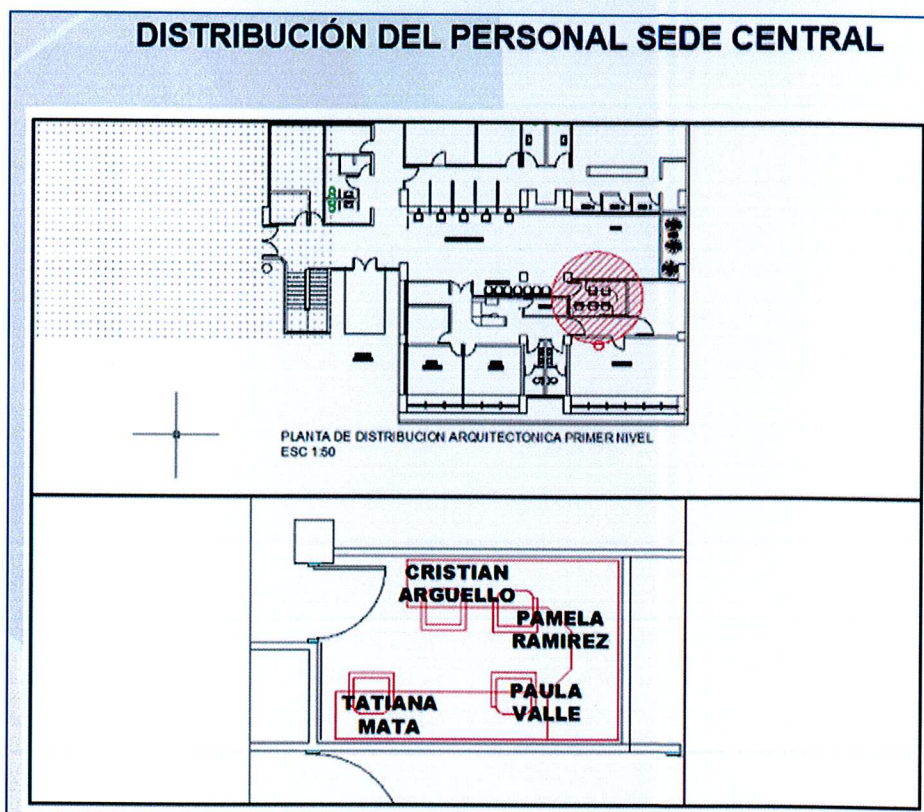 DISTRIBUCIÓN DEL PERSONAL SEDE CENTRAL
PLANTA DE DISTRIBUCION ARQUITECTONICA PRIMER NIVEL
ESC 1:50
CRISTIAN
ARGUELLO
PAMELA
RAMIREZ
TATIANA
MATA
PAULA
VALLE